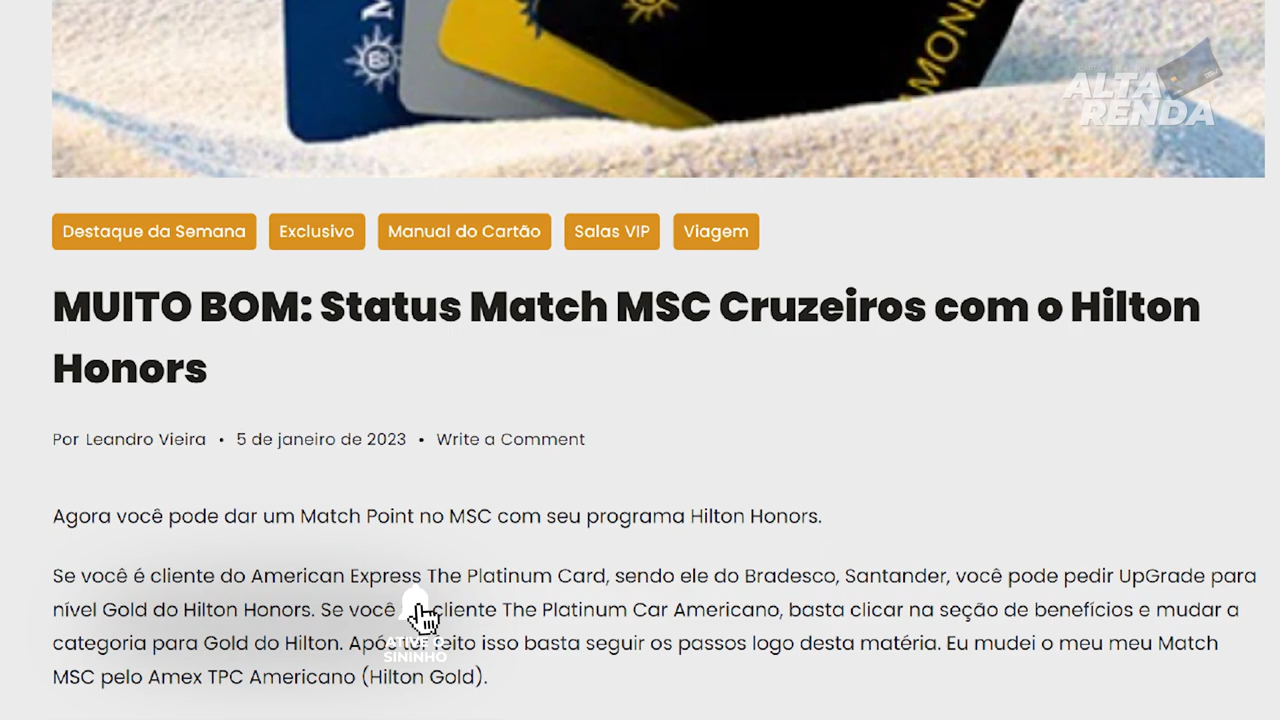 ALTA
RENDA
Destaque da Semana Exclusivo Manual do Cartão Salas VIP Viagem
MUITO BOM: Status Match MSC Cruzeiros com o Hilton
Honors
Por Leandro Vieira • 5 de janeiro de 2023 • Write a Comment
Agora você pode dar um Match Point no MSC com seu programa Hilton Honors.
Se você é cliente do American Express The Platinum Card, sendo ele do Bradesco, Santander, você pode pedir UpGrade para
nível Gold do Hilton Honors. Se você cliente The Platinum Car Americano, basta clicar na seção de benefícios e mudar a
categoria para Gold do Hilton. Após ter feito isso basta seguir os passos logo desta matéria. Eu mudei o meu meu Match
ATIVE O
SININHO
MSC pelo Amex TPC Americano (Hilton Gold).